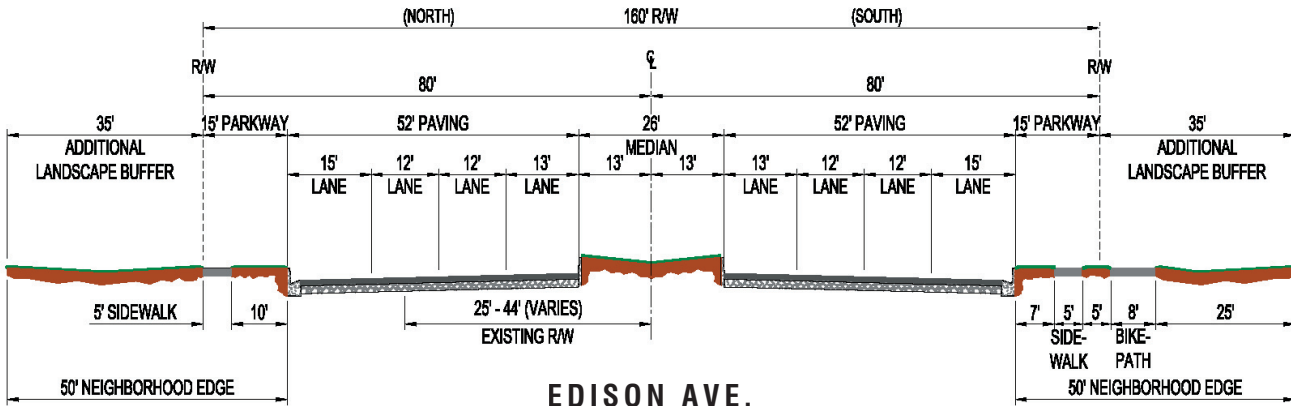 (NORTH) 160' R/W (SOUTH)
R/W ℄ R/W
80' 80'
35' 15' PARKWAY 52' PAVING 26' 52' PAVING 15' PARKWAY 35'
ADDITIONAL MEDIAN ADDITIONAL
LANDSCAPE BUFFER 15' 12' 12' 13' 13' 13' 13' 12' 12' 15' LANDSCAPE BUFFER
LANE LANE LANE LANE LANE LANE LANE LANE
5' SIDEWALK 10' 25' - 44' (VARIES) 7' 5' 5' 8' 25'
EXISTING R/W SIDE- BIKE-
WALK PATH
50' NEIGHBORHOOD EDGE 50' NEIGHBORHOOD EDGE
EDISON AVE.